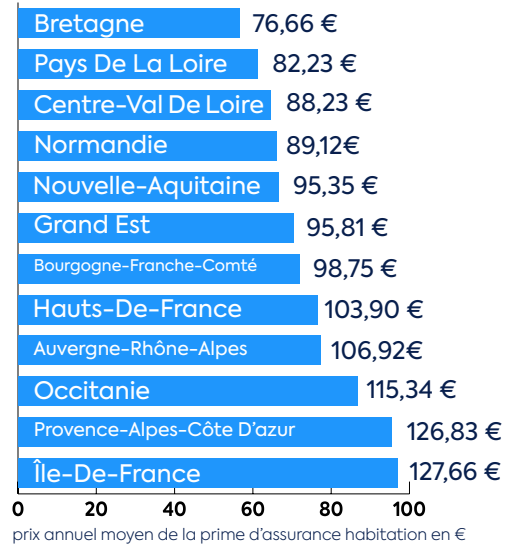 Bretagne 76,66 €
Pays De La Loire 82,23 €
Centre-Val De Loire 88,23 €
Normandie 89,12€
Nouvelle-Aquitaine 95,35 €
Grand Est 95,81 €
Bourgogne-Franche-Comté 98,75 €
Hauts-De-France 103,90 €
Auvergne-Rhône-Alpes 106,92€
Occitanie 115,34 €
Provence-Alpes-Côte D’azur 126,83 €
Île-De-France 127,66 €
0 20 40 60 80 100
prix annuel moyen de la prime d’assurance habitation en €